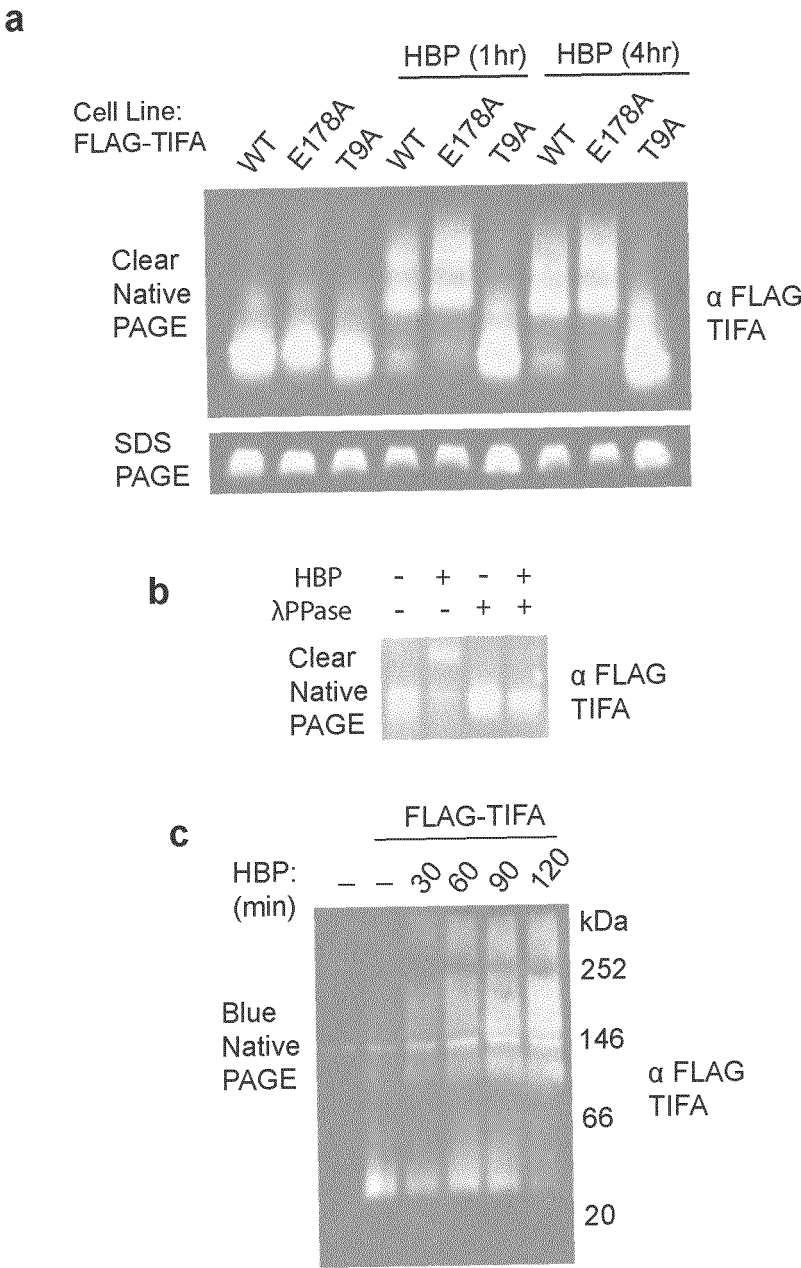 a
HBP (1hr) HBP (4hr)
Cell Line:
FLAG-TIFA
WT E178A T9A WT E178A T9A WT E178A T9A
Clear
Native
PAGE
α FLAG
TIFA
SDS
PAGE
b
HBP - + - +
λPPase - - + +
Clear
Native
PAGE
α FLAG
TIFA
c
FLAG-TIFA
HBP:
(min)
– – 30 60 90 120
kDa
252
Blue
Native
PAGE
146
α FLAG
TIFA
66
20